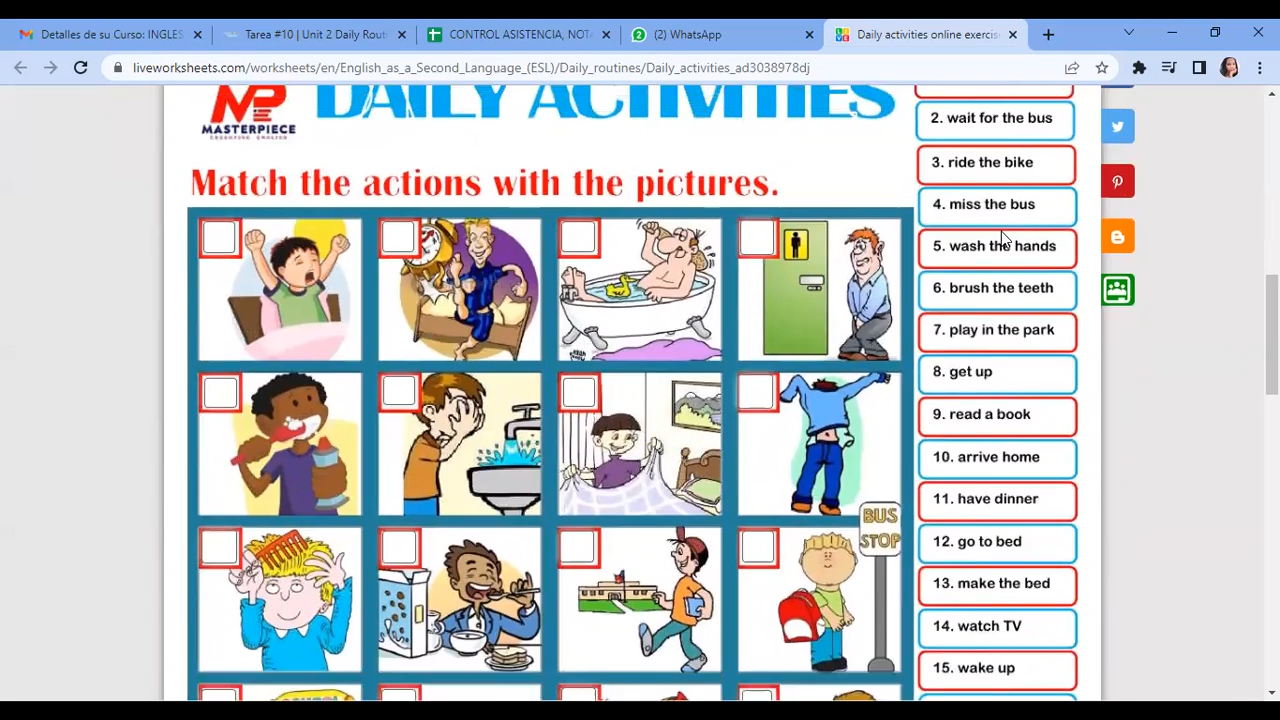 Detalles de su Curso: INGLES
Tarea #10 | Unit 2 Daily Routi
CONTROL ASISTENCIA, NOTA
(2) WhatsApp
Daily activities online exercis
liveworksheets.com/worksheets/en/English_as_a_Second_Language_(ESL)/Daily_routines/Daily_activities_ad3038978dj
MP
MASTERPIECE
DAILY ACTIVITIES
Match the actions with the pictures.
2. wait for the bus
3. ride the bike
4. miss the bus
5. wash the hands
6. brush the teeth
7. play in the park
8. get up
9. read a book
10. arrive home
11. have dinner
12. go to bed
13. make the bed
14. watch TV
15. wake up
BUS
STOP